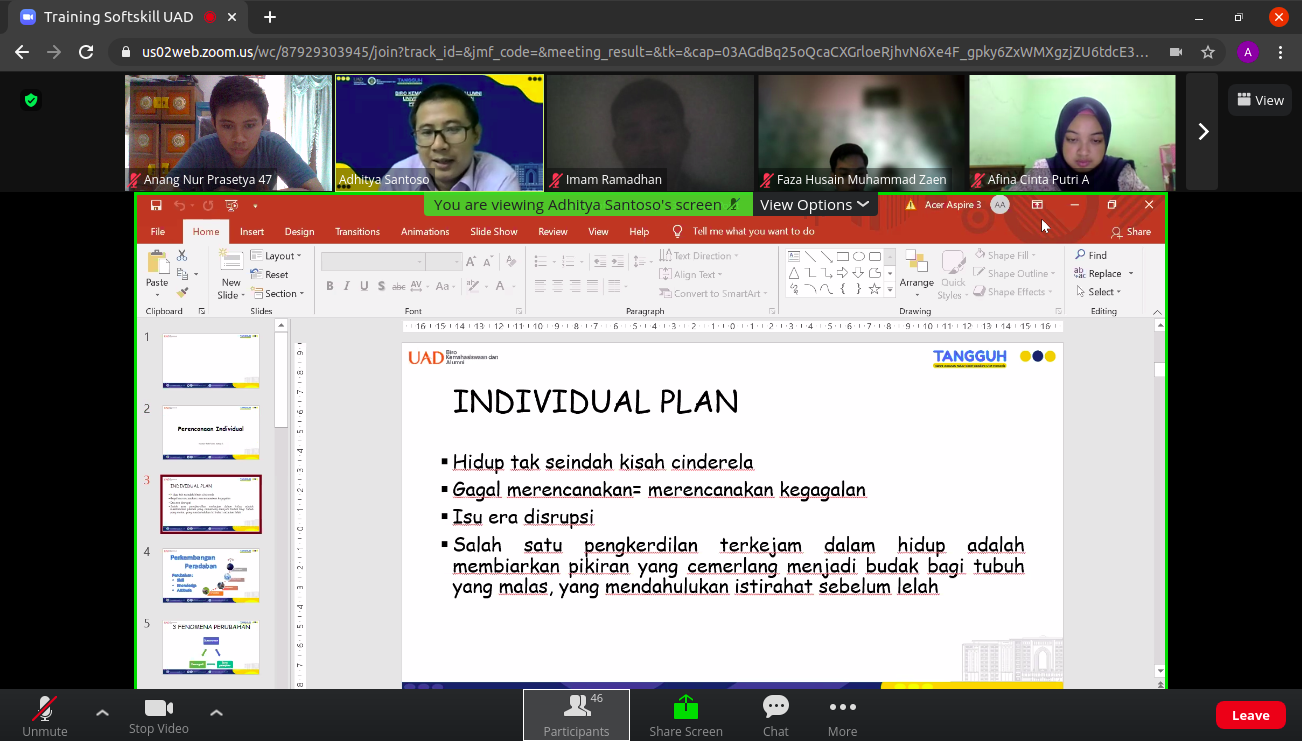 Training Softskill UAD
us02web.zoom.us/wc/87929303945/join?track_id=&jmf_code=&meeting_result=&tk=&cap=03AGdBq25oQcaCXGrloeRjhvN6Xe4F_gpky6ZxWMXgzjZU6tdcE3...
A
Anang Nur Prasetya 47
Adhitya Santoso
Imam Ramadhan
Faza Husain Muhammad Zaen
Afina Cinta Putri A
View
You are viewing Adhitya Santoso's screen
View Options
Acer Aspire 3
AA
File
Home
Insert
Design
Transitions
Animations
Slide Show
Review
View
Help
Tell me what you want to do
Share
Paste
New
Slide
Layout
Reset
Section
Text Direction
Align Text
Convert to SmartArt
Arrange
Quick
Styles
Shape Fill
Shape Outline
Shape Effects
Find
Replace
Select
Clipboard
Slides
Font
Paragraph
Drawing
Editing
1
2
Perencanaan Individual
3
INDIVIDUAL PLAN
4
Perkembangan
Peradaban
5
3 FENOMENA PERUBAHAN
UAD
Biro
Kemahasiswaan dan
Alumni
TANGGUH
INDIVIDUAL PLAN
▪ Hidup tak seindah kisah cinderela
▪ Gagal merencanakan= merencanakan kegagalan
▪ Isu era disrupsi
▪ Salah satu pengkerdilan terkejam dalam hidup adalah
membiarkan pikiran yang cemerlang menjadi budak bagi tubuh
yang malas, yang mendahulukan istirahat sebelum lelah
Unmute
Stop Video
46
Participants
Share Screen
Chat
More
Leave